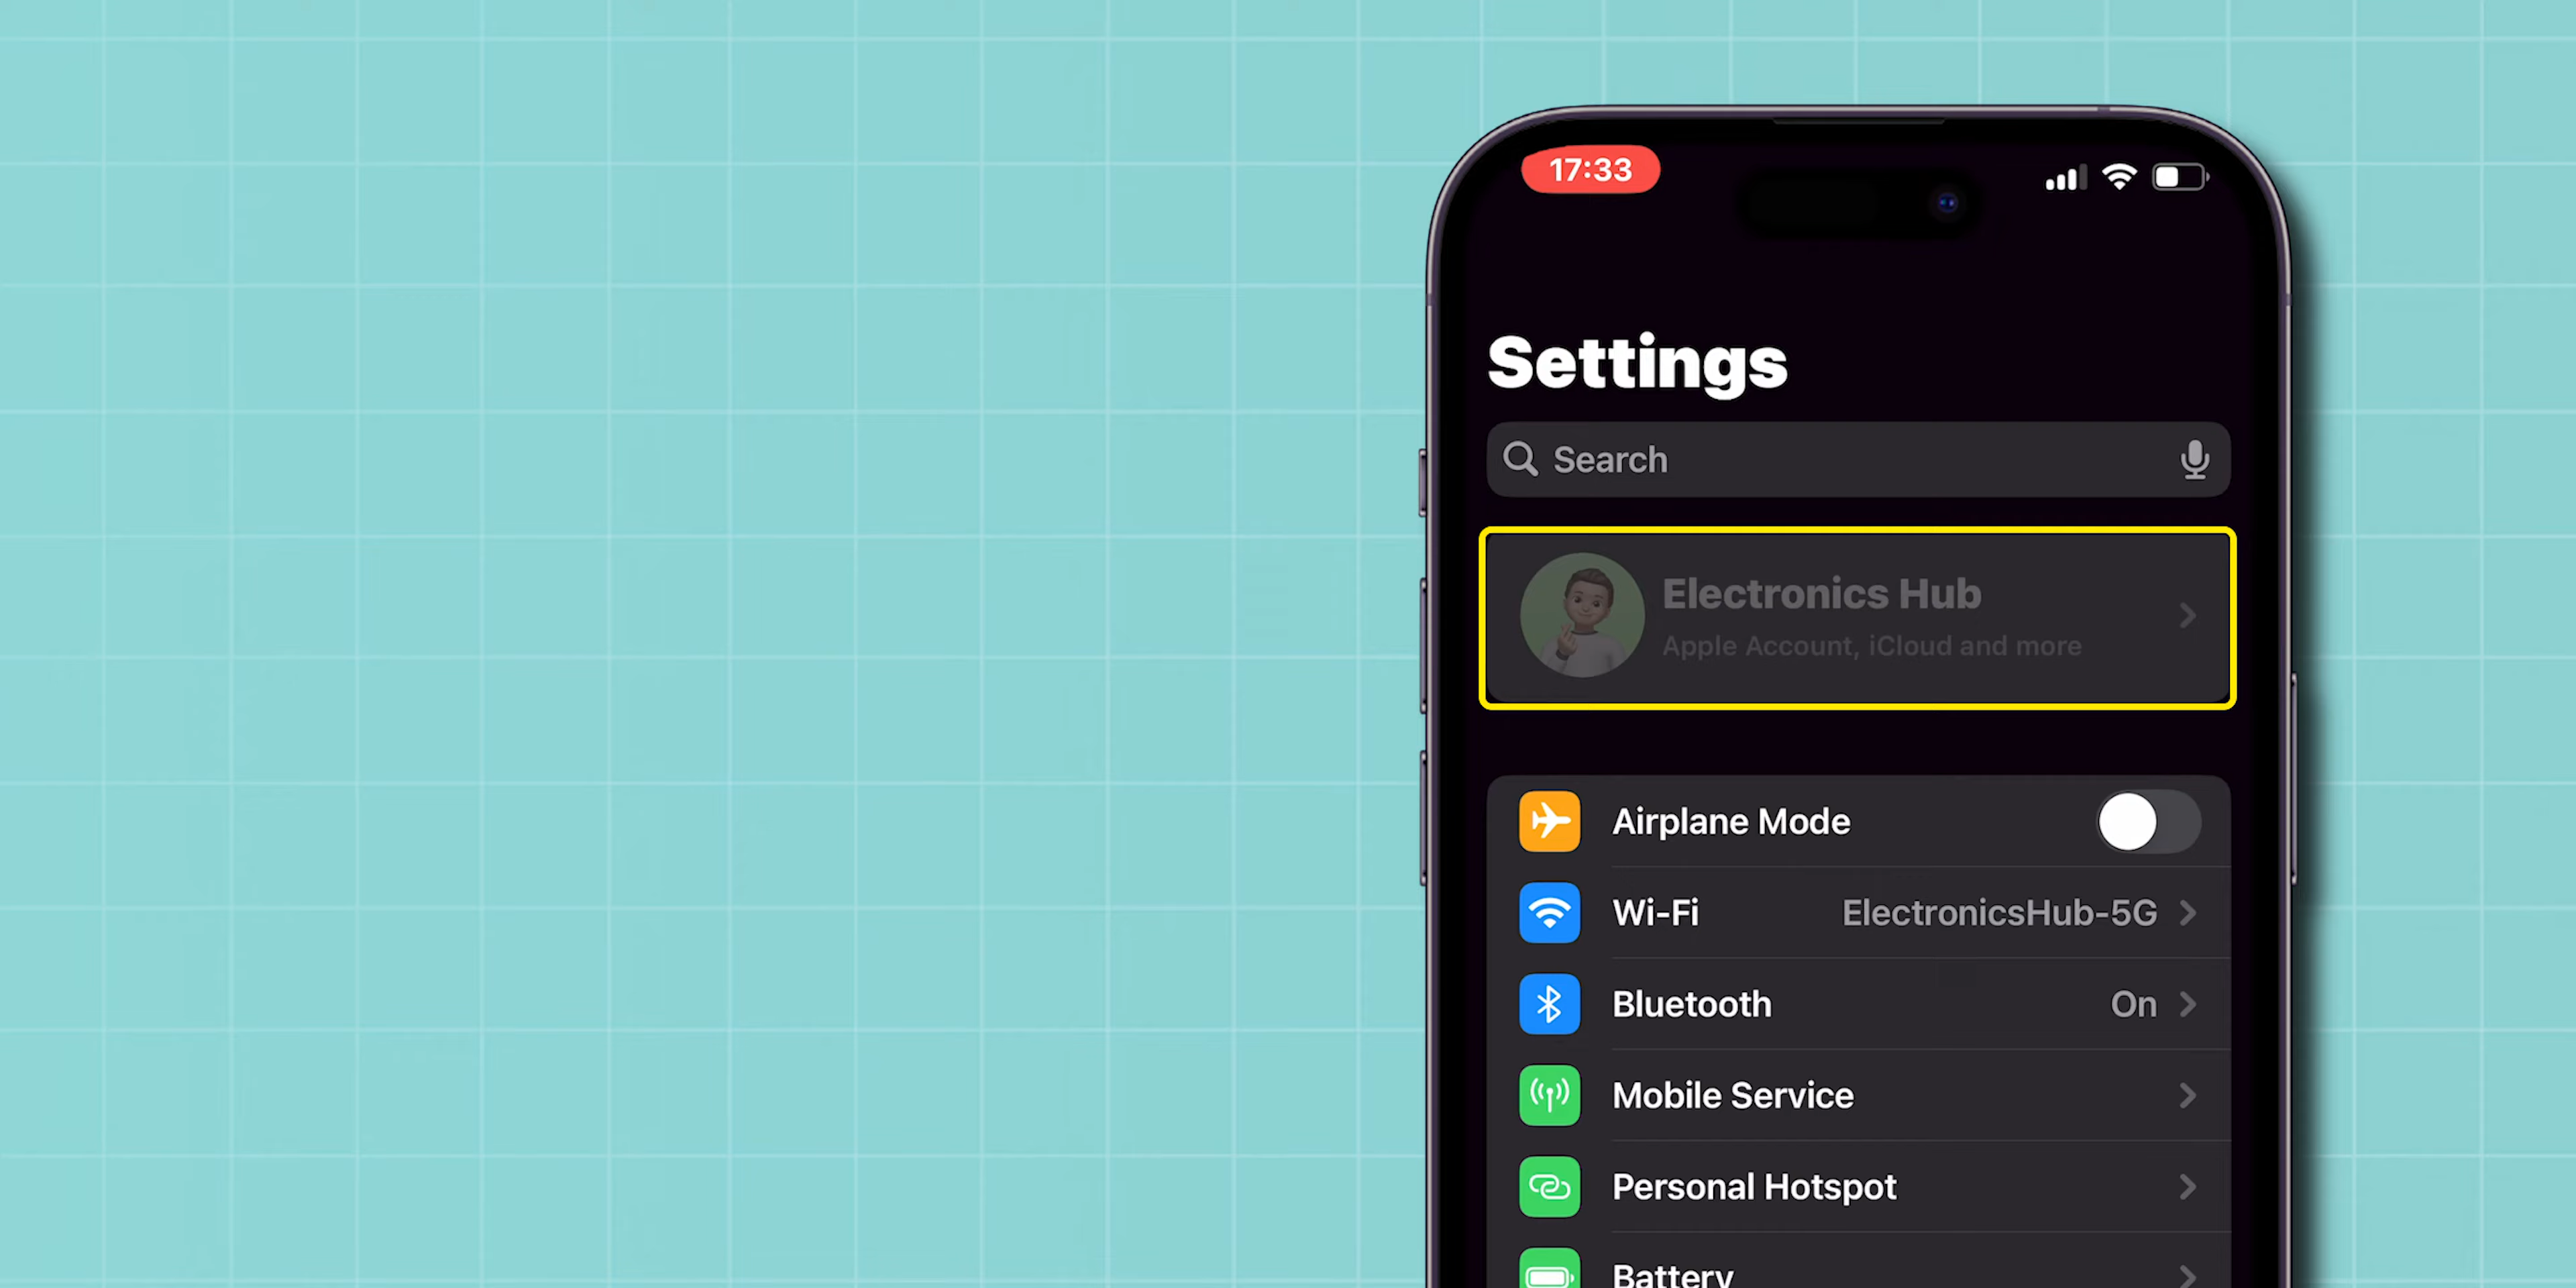 17:33
Settings
Search
Electronics Hub
Apple Account, iCloud and more
Airplane Mode
Wi-Fi ElectronicsHub-5G
Bluetooth On
Mobile Service
Personal Hotspot
Battery